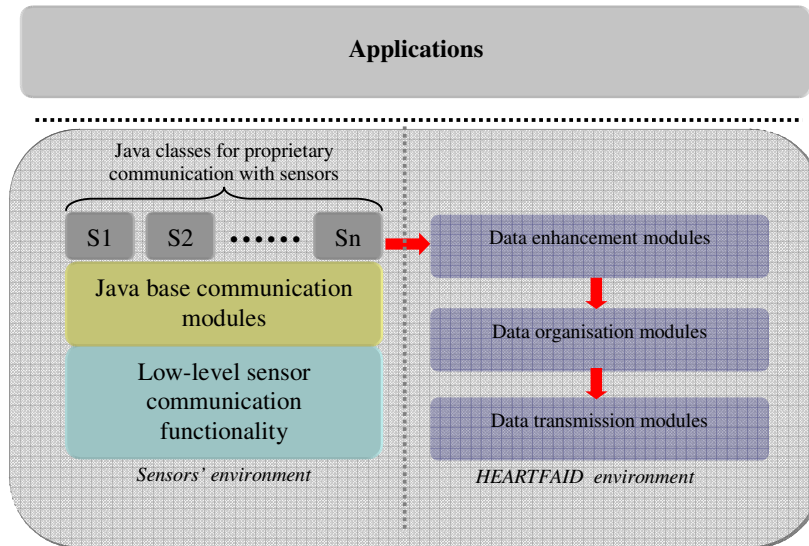 Applications
Java classes for proprietary
communication with sensors
S1 S2 ...... Sn
Java base communication
modules
Low-level sensor
communication
functionality
Sensors' environment
Data enhancement modules
Data organisation modules
Data transmission modules
HEARTFAID environment